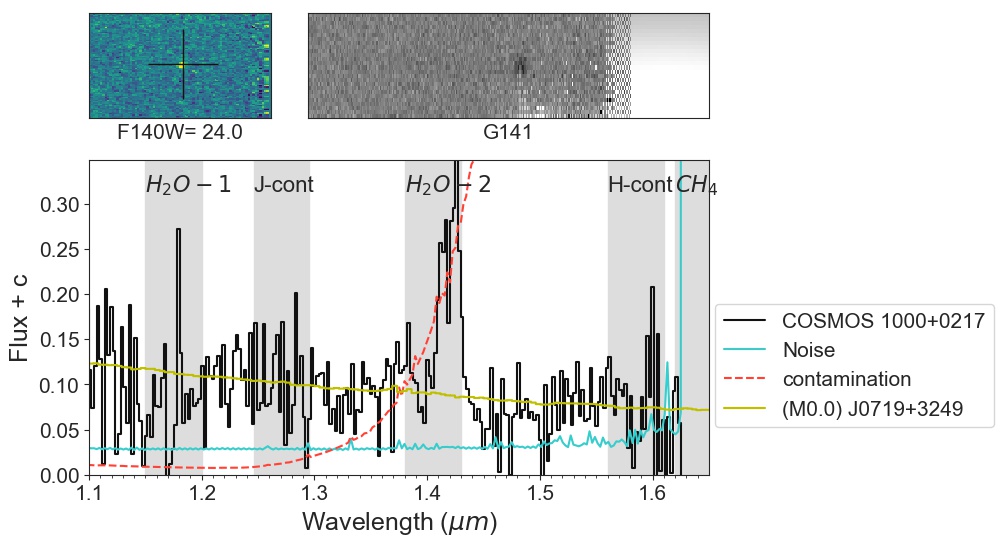 F140W= 24.0
G141
H₂O − 1
J-cont
H₂O − 2
H-cont
CH₄
0.30
0.25
0.20
0.15
0.10
0.05
0.00
Flux + c
1.1
1.2
1.3
1.4
1.5
1.6
Wavelength (μm)
COSMOS 1000+0217
Noise
contamination
(M0.0) J0719+3249